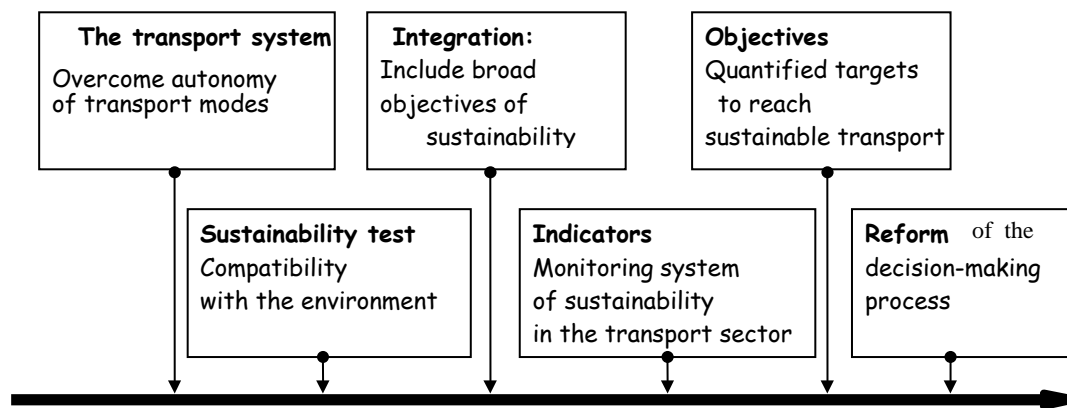 The transport system
Overcome autonomy
of transport modes
Integration:
Include broad
objectives of
sustainability
Objectives
Quantified targets
to reach
sustainable transport
Sustainability test
Compatibility
with the environment
Indicators
Monitoring system
of sustainability
in the transport sector
Reform of the
decision-making
process